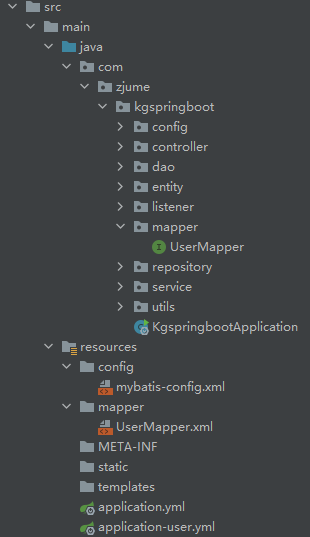 src
main
java
com
zjume
kgspringboot
config
controller
dao
entity
listener
mapper
UserMapper
repository
service
utils
KgspringbootApplication
resources
config
mybatis-config.xml
mapper
UserMapper.xml
META-INF
static
templates
application.yml
application-user.yml